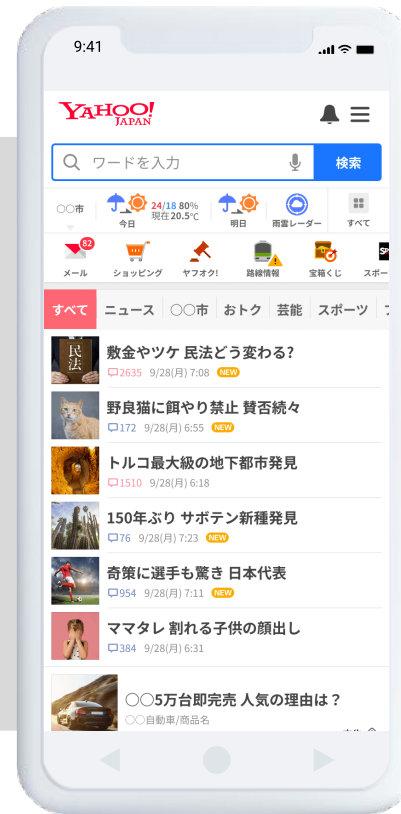 9:41
YAHOO!
JAPAN
ワードを入力
検索
〇〇市
24/18 80%
現在20.5℃
今日
明日
雨雲レーダー
すべて
82
メール
ショッピング
ヤフオク!
路線情報
宝箱くじ
スポー
すべて
ニュース
〇〇市
おトク
芸能
スポーツ
民法
敷金やツケ 民法どう変わる?
2635 9/28(月) 7:08 NEW
野良猫に餌やり禁止 賛否続々
172 9/28(月) 6:55 NEW
トルコ最大級の地下都市発見
1510 9/28(月) 6:18
150年ぶり サボテン新種発見
76 9/28(月) 7:23 NEW
奇策に選手も驚き 日本代表
954 9/28(月) 7:11 NEW
ママタレ 割れる子供の顔出し
384 9/28(月) 6:31
〇〇5万台即完売 人気の理由は？
〇〇自動車/商品名